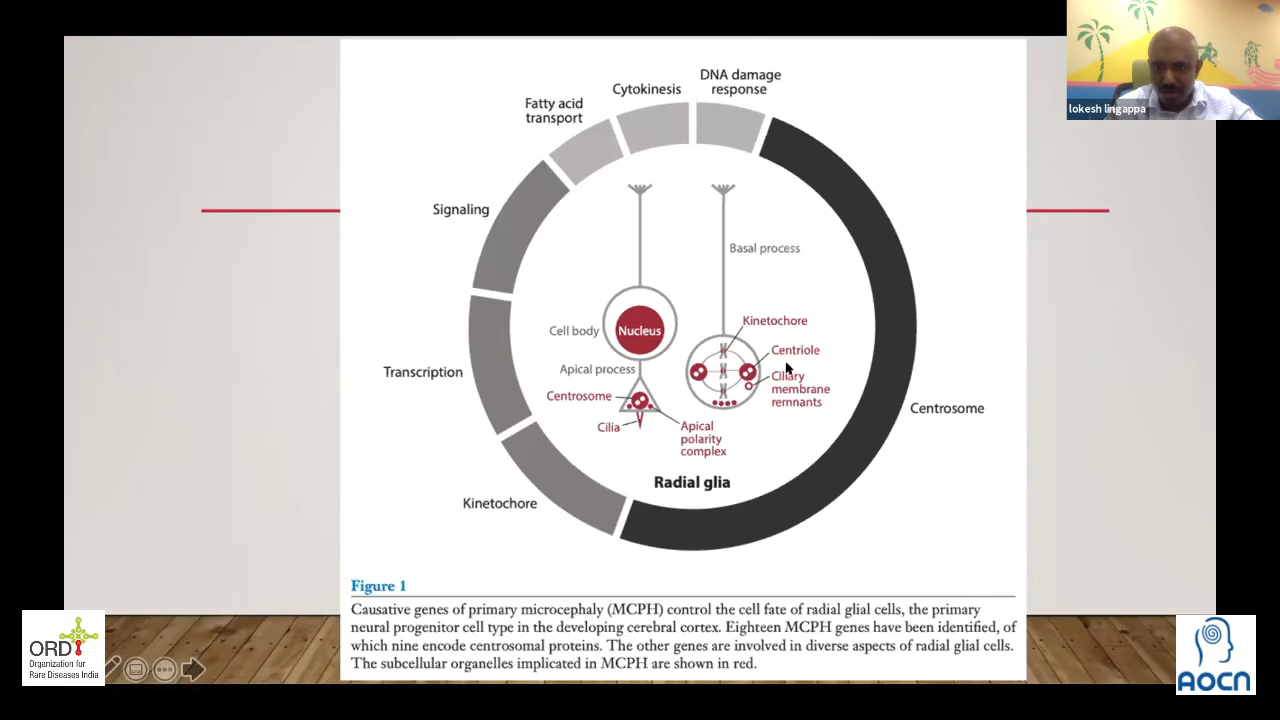 DNA damage
response
Cytokinesis
Fatty acid
transport
Signaling
Transcription
Kinetochore
Centrosome
Basal process
Cell body
Nucleus
Apical process
Centrosome
Cilia
Apical
polarity
complex
Kinetochore
Centriole
Ciliary
membrane
remnants
Radial glia
Figure 1
Causative genes of primary microcephaly (MCPH) control the cell fate of radial glial cells, the primary
neural progenitor cell type in the developing cerebral cortex. Eighteen MCPH genes have been identified, of
which nine encode centrosomal proteins. The other genes are involved in diverse aspects of radial glial cells.
The subcellular organelles implicated in MCPH are shown in red.
lokesh lingappa
ORDI
Organization for
Rare Diseases India
AOCN